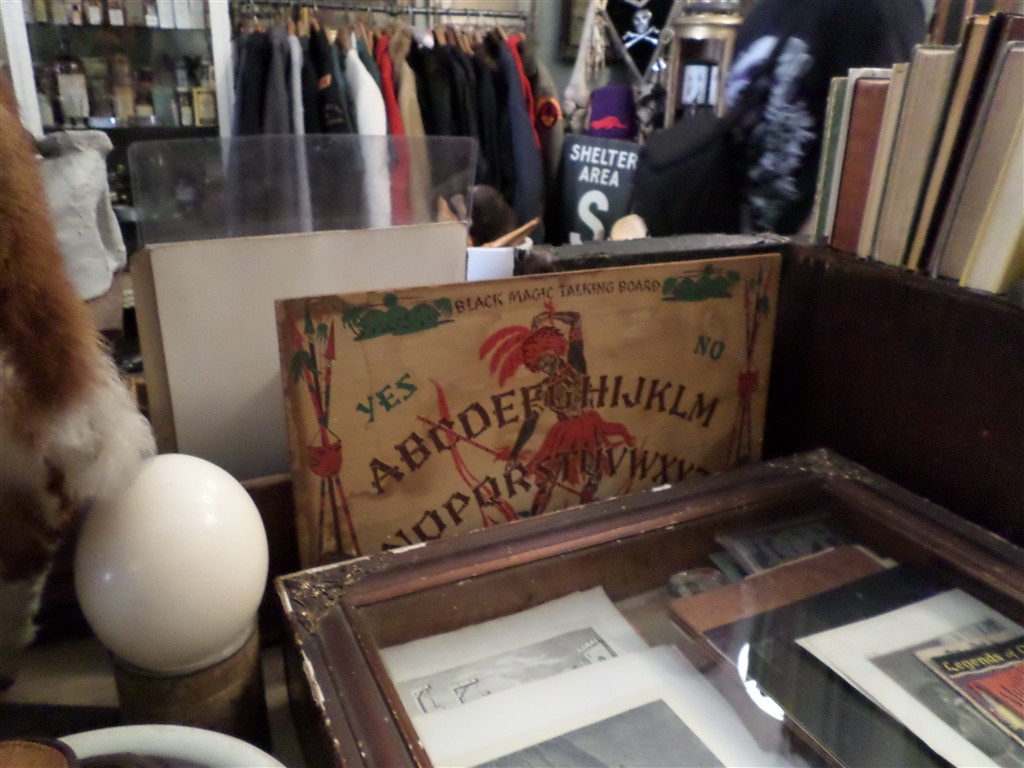 SHELTER
AREA
S
BLACK MAGIC TALKING BOARD
YES
NO
ABCDEFGHIJKLM
NOPQRSTUVWXYZ
Legends of